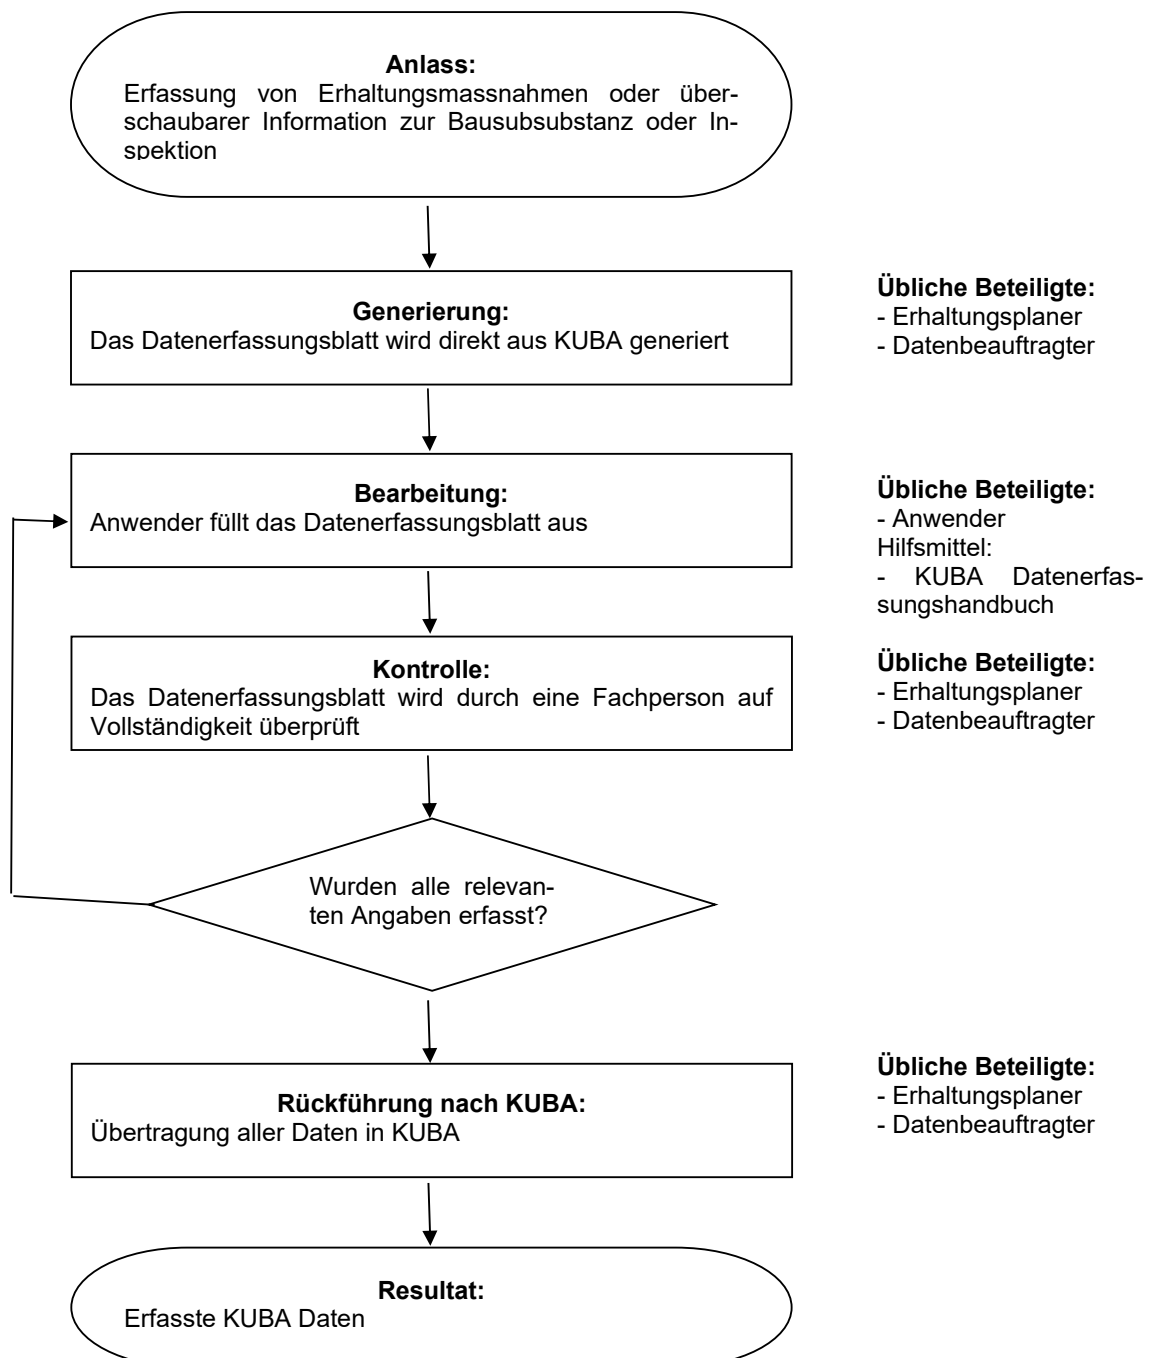 Anlass:
Erfassung von Erhaltungsmassnahmen oder über-
schaubarer Information zur Bausubsubstanz oder In-
spektion
Generierung:
Das Datenerfassungsblatt wird direkt aus KUBA generiert
Übliche Beteiligte:
- Erhaltungsplaner
- Datenbeauftragter
Bearbeitung:
Anwender füllt das Datenerfassungsblatt aus
Übliche Beteiligte:
- Anwender
Hilfsmittel:
- KUBA Datenerfas-
sungshandbuch
Kontrolle:
Das Datenerfassungsblatt wird durch eine Fachperson auf
Vollständigkeit überprüft
Übliche Beteiligte:
- Erhaltungsplaner
- Datenbeauftragter
Wurden alle relevan-
ten Angaben erfasst?
Rückführung nach KUBA:
Übertragung aller Daten in KUBA
Übliche Beteiligte:
- Erhaltungsplaner
- Datenbeauftragter
Resultat:
Erfasste KUBA Daten